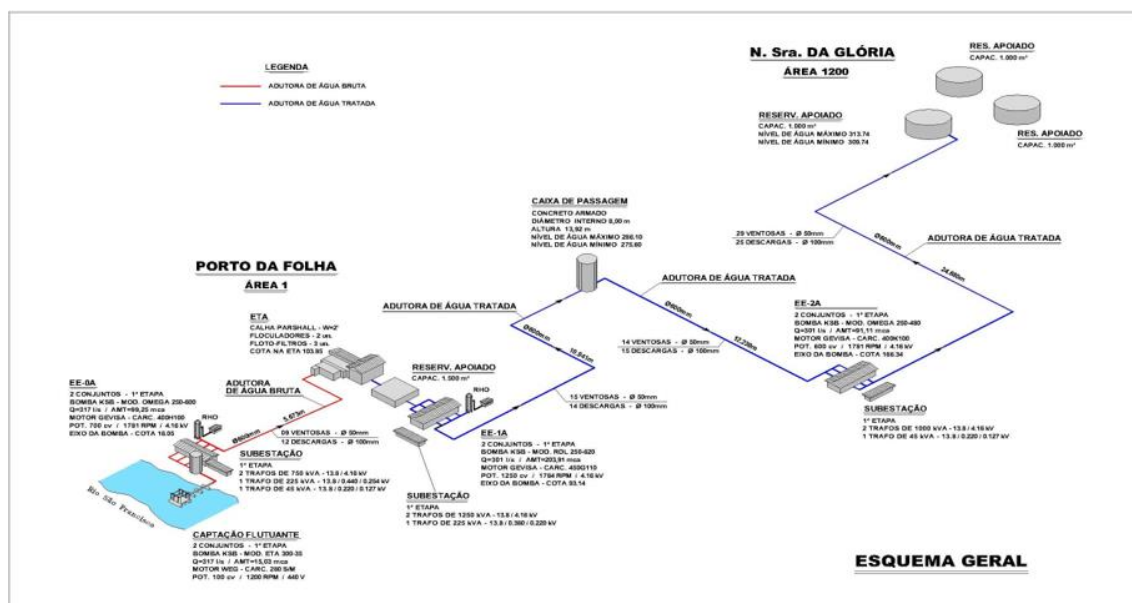 LEGENDA
ADUTORA DE ÁGUA BRUTA
ADUTORA DE ÁGUA TRATADA
N. Sra. DA GLÓRIA
ÁREA 1200
RES. APOIADO
CAPAC. 1.000 m³
RESERV. APOIADO
CAPAC. 1.000 m³
NÍVEL DE ÁGUA MÁXIMO 313.74
NÍVEL DE ÁGUA MÍNIMO 309.74
RES. APOIADO
CAPAC. 1.000 m³
CAIXA DE PASSAGEM
CONCRETO ARMADO
DIÂMETRO INTERNO 8,00 m
ALTURA 13,92 m
NÍVEL DE ÁGUA MÁXIMO
NÍVEL DE ÁGUA MÍNIMO
29 VENTOSAS - Ø 50mm
25 DESCARGAS - Ø 100mm
Ø600mm
ADUTORA DE ÁGUA TRATADA
PORTO DA FOLHA
ÁREA 1
ADUTORA DE ÁGUA TRATADA
ADUTORA DE ÁGUA TRATADA
Ø600mm
Ø600mm
14 VENTOSAS - Ø 50mm
15 DESCARGAS - Ø 100mm
ETA
CALHA PARSHALL - W=2'
FLOCULADORES - 2 un.
FLOTO-FILTROS - 3 un.
COTA NA ETA 103.85
EE-2A
2 CONJUNTOS - 1ª ETAPA
BOMBA KSB - MOD. OMEGA 250-480
Q=301 l/s / AMT=91,11 mca
MOTOR GEVISA - CARC. 400K100
POT. 600 cv / 1781 RPM / 4.16 kV
EIXO DA BOMBA - COTA 168.34
SUBESTAÇÃO
1ª ETAPA
2 TRAFOS DE 1000 kVA - 13.8 / 4.16 kV
1 TRAFO DE 45 kVA - 13.8 / 0.220 / 0.127 kV
RESERV. APOIADO
CAPAC. 1.500 m³
RHO
15 VENTOSAS - Ø 50mm
14 DESCARGAS - Ø 100mm
EE-0A
2 CONJUNTOS - 1ª ETAPA
BOMBA KSB - MOD. OMEGA 250-600
Q=317 l/s / AMT=99,25 mca
MOTOR GEVISA - CARC. 400H100
POT. 700 cv / 1781 RPM / 4.16 kV
EIXO DA BOMBA - COTA 16.05
ADUTORA
DE ÁGUA BRUTA
RHO
Ø600mm
5.673m
09 VENTOSAS - Ø 50mm
12 DESCARGAS - Ø 100mm
EE-1A
2 CONJUNTOS - 1ª ETAPA
BOMBA KSB - MOD. RDL 250-620
Q=301 l/s / AMT=203,91 mca
MOTOR GEVISA - CARC. 450G110
POT. 1250 cv / 1784 RPM / 4.16 kV
EIXO DA BOMBA - COTA 93.14
SUBESTAÇÃO
1ª ETAPA
2 TRAFOS DE 750 kVA - 13.8 / 4.16 kV
1 TRAFO DE 225 kVA - 13.8 / 0.440 / 0.254 kV
1 TRAFO DE 45 kVA - 13.8 / 0.220 / 0.127 kV
SUBESTAÇÃO
1ª ETAPA
2 TRAFOS DE 1250 kVA - 13.8 / 4.16 kV
1 TRAFO DE 225 kVA - 13.8 / 0.380 / 0.220 kV
Rio São Francisco
CAPTAÇÃO FLUTUANTE
2 CONJUNTOS - 1ª ETAPA
BOMBA KSB - MOD. ETA 300-35
Q=317 l/s / AMT=15,03 mca
MOTOR WEG - CARC. 280 S/M
POT. 100 cv / 1200 RPM / 440 V
ESQUEMA GERAL